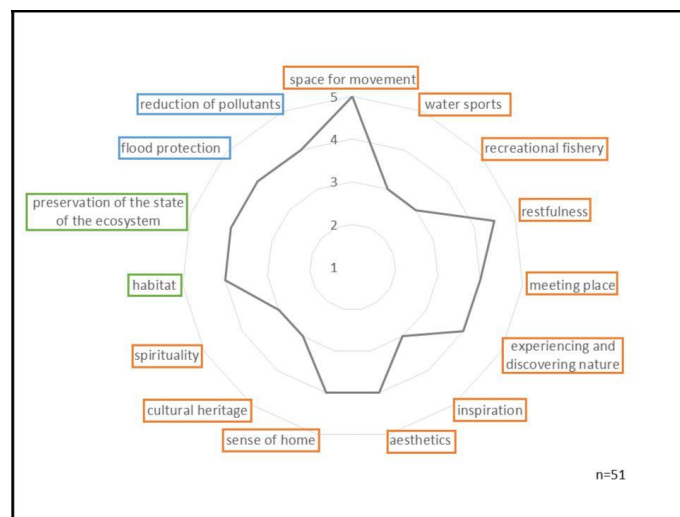 space for movement
reduction of pollutants
5
water sports
flood protection
4
recreational fishery
3
preservation of the state
of the ecosystem
2
restfulness
1
habitat
meeting place
spirituality
experiencing and
discovering nature
cultural heritage
inspiration
sense of home
aesthetics
n=51